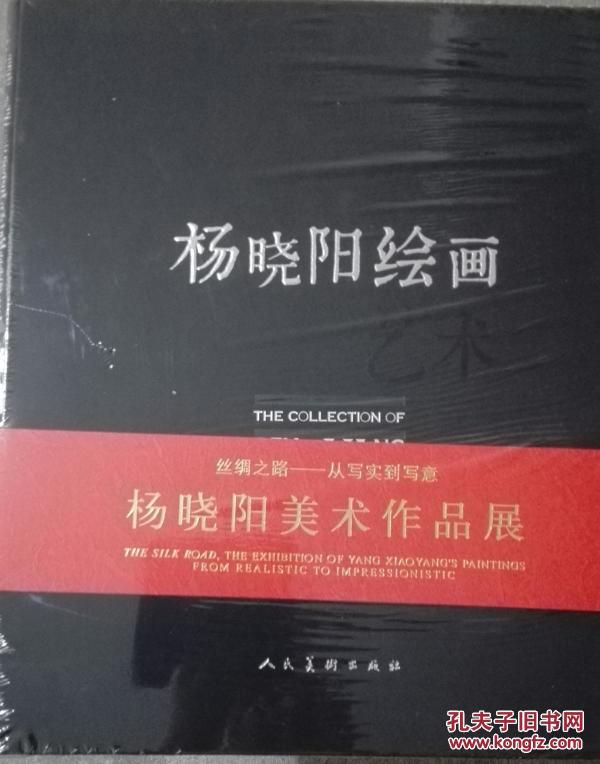 杨晓阳绘画
艺术
THE COLLECTION OF
丝绸之路——从写实到写意
杨晓阳美术作品展
THE SILK ROAD, THE EXHIBITION OF YANG XIAOYANG'S PAINTINGS
FROM REALISTIC TO IMPRESSIONISTIC
人民美術出版社
孔夫子旧书网
www.kongfz.com